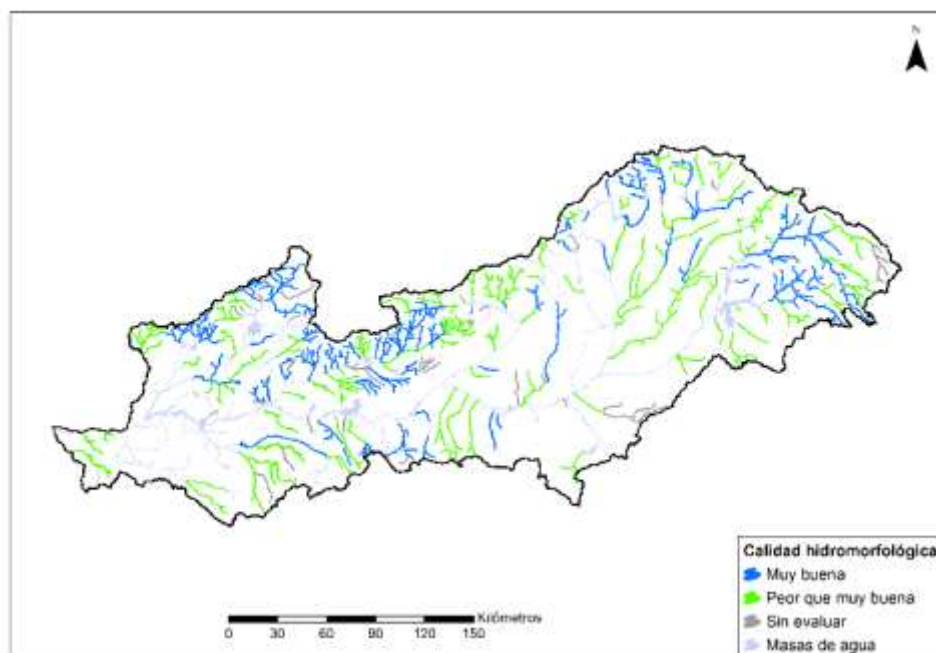 N
Calidad hidromorfológica
Muy buena
Peor que muy buena
Sin evaluar
Masas de agua
Kilómetros
0 30 60 90 120 150